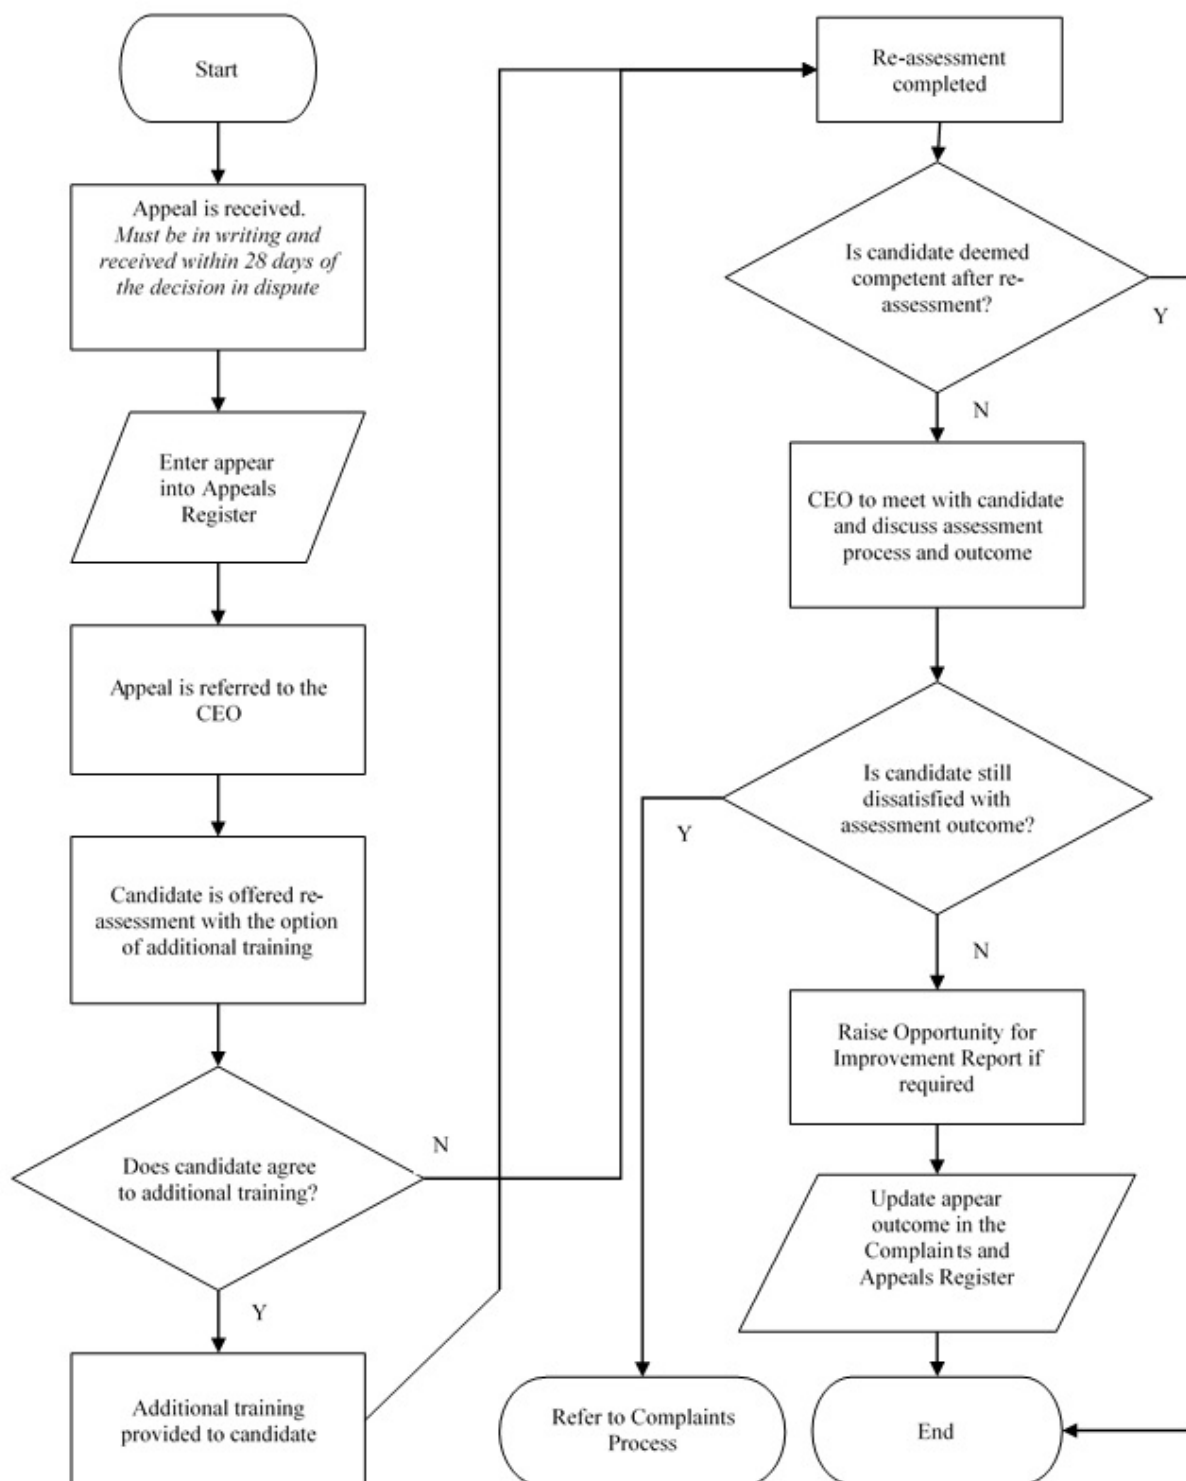 Start
Appeal is received.
Must be in writing and
received within 28 days of
the decision in dispute
Enter appear
into Appeals
Register
Appeal is referred to the
CEO
Candidate is offered re-
assessment with the option
of additional training
Does candidate agree
to additional training?
N
Y
Additional training
provided to candidate
Re-assessment
completed
Is candidate deemed
competent after re-
assessment?
Y
N
CEO to meet with candidate
and discuss assessment
process and outcome
Is candidate still
dissatisfied with
assessment outcome?
Y
N
Raise Opportunity for
Improvement Report if
required
Update appear
outcome in the
Complaints and
Appeals Register
Refer to Complaints
Process
End